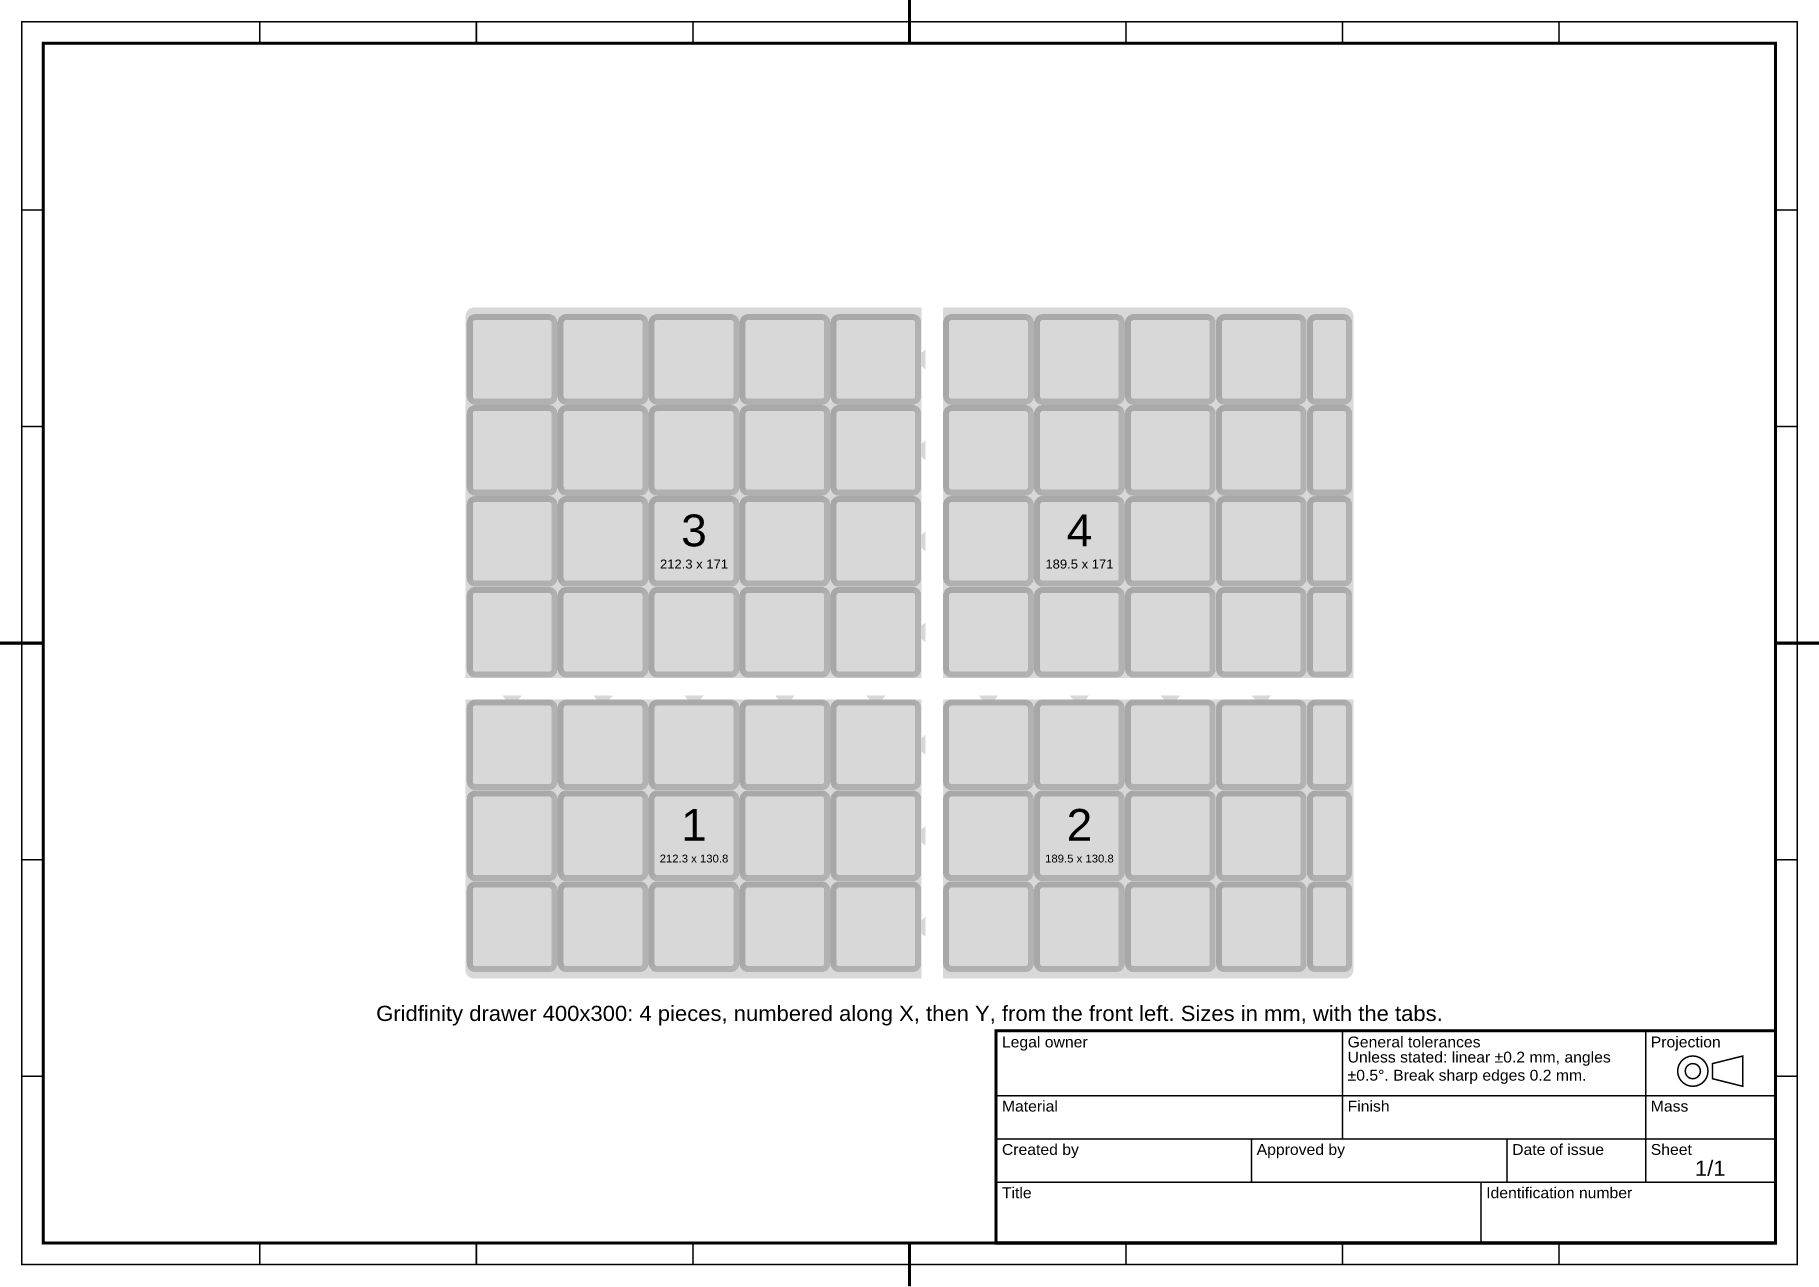 3
212.3 x 171
4
189.5 x 171
1
212.3 x 130.8
2
189.5 x 130.8
Gridfinity drawer 400x300: 4 pieces, numbered along X, then Y, from the front left. Sizes in mm, with the tabs.
Legal owner
General tolerances
Unless stated: linear ±0.2 mm, angles
±0.5°. Break sharp edges 0.2 mm.
Projection
Material
Finish
Mass
Created by
Approved by
Date of issue
Sheet
1/1
Title
Identification number